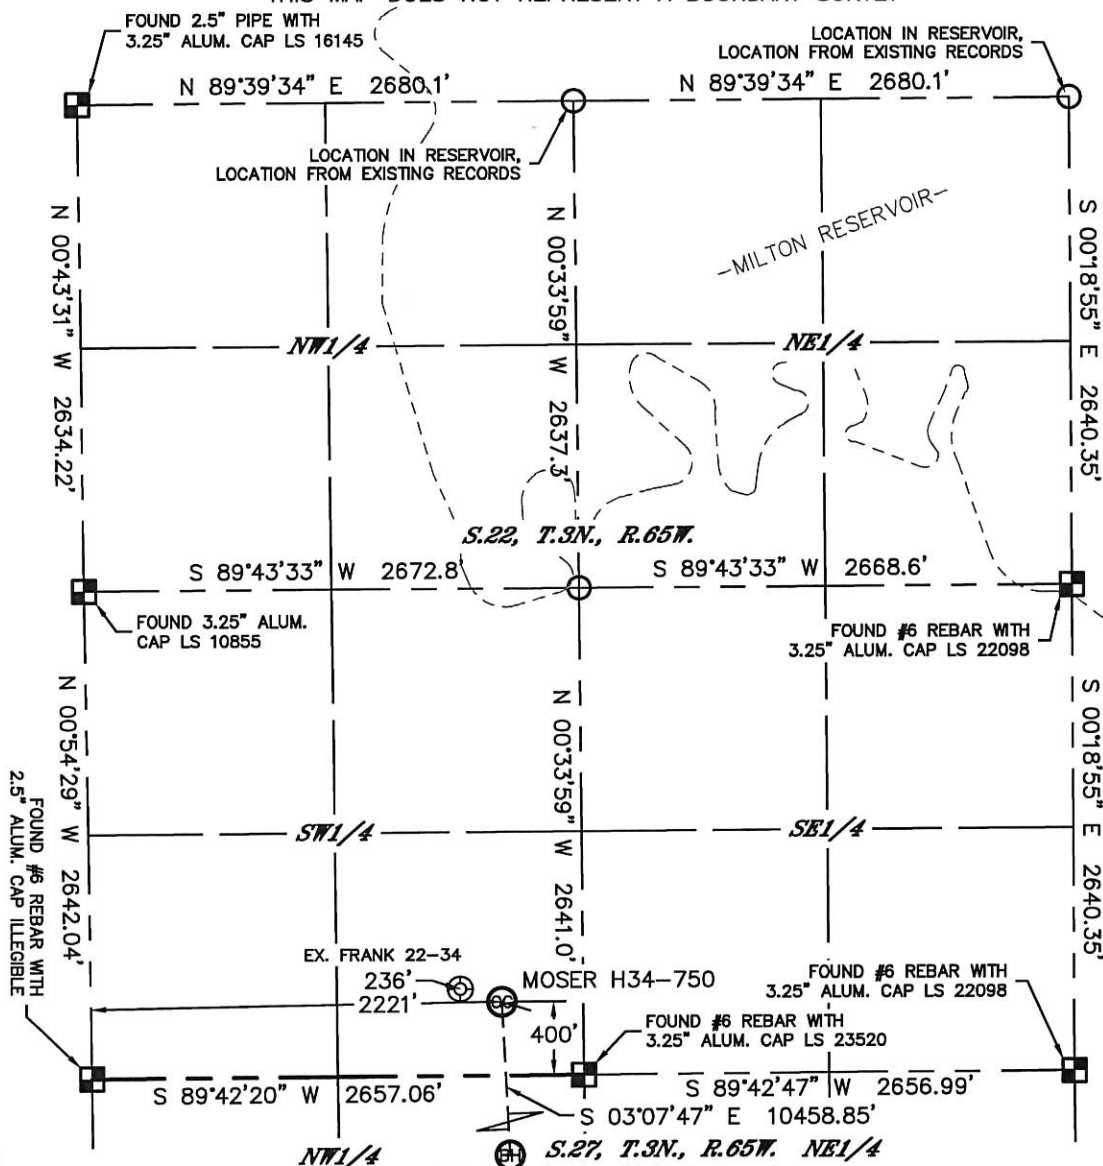 THIS MAP DOES NOT REPRESENT A BOUNDARY SURVEY
FOUND 2.5" PIPE WITH
3.25" ALUM. CAP LS 16145
LOCATION IN RESERVOIR,
LOCATION FROM EXISTING RECORDS
N 89°39'34" E 2680.1'
N 89°39'34" E 2680.1'
LOCATION IN RESERVOIR,
LOCATION FROM EXISTING RECORDS
N 00°43'31" W 2634.22'
N 00°33'59" W 2637.3'
-MILTON RESERVOIR-
S 00°18'55" E 2640.35'
NW1/4
NE1/4
S.22, T.3N., R.65W.
S 89°43'33" W 2672.8'
S 89°43'33" W 2668.6'
FOUND 3.25" ALUM.
CAP LS 10855
FOUND #6 REBAR WITH
3.25" ALUM. CAP LS 22098
N 00°54'29" W 2642.04'
N 00°33'59" W 2641.0'
S 00°18'55" E 2640.35'
SW1/4
SE1/4
FOUND #6 REBAR WITH
2.5" ALUM. CAP ILLEGIBLE
EX. FRANK 22-34
236'
2221'
MOSER H34-750
OG
400'
FOUND #6 REBAR WITH
3.25" ALUM. CAP LS 22098
FOUND #6 REBAR WITH
3.25" ALUM. CAP LS 23520
S 89°42'20" W 2657.06'
S 89°42'47" W 2656.99'
S 03°07'47" E 10458.85'
NW1/4
BH
S.27, T.3N., R.65W. NE1/4